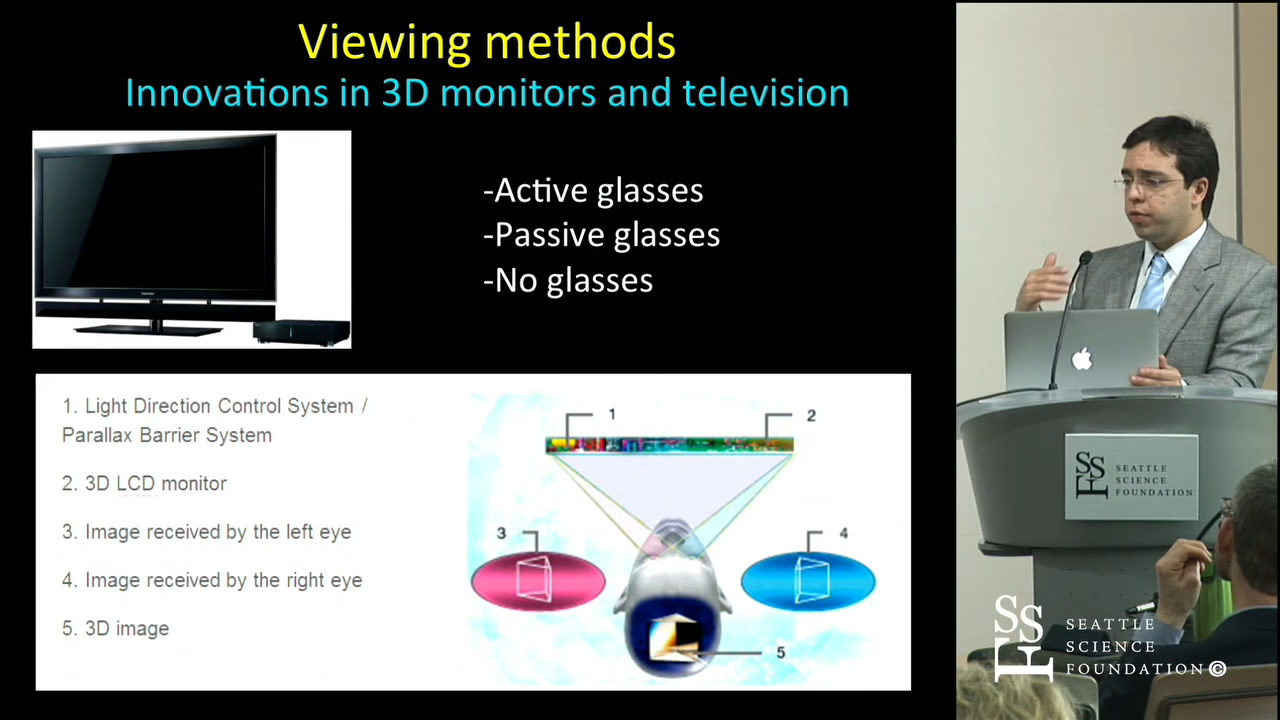 Viewing methods
Innovations in 3D monitors and television
-Active glasses
-Passive glasses
-No glasses
1. Light Direction Control System /
Parallax Barrier System
2. 3D LCD monitor
3. Image received by the left eye
4. Image received by the right eye
5. 3D image
1
2
3
4
5
SSF
SEATTLE
SCIENCE
FOUNDATION
SSF
SEATTLE
SCIENCE
FOUNDATION©